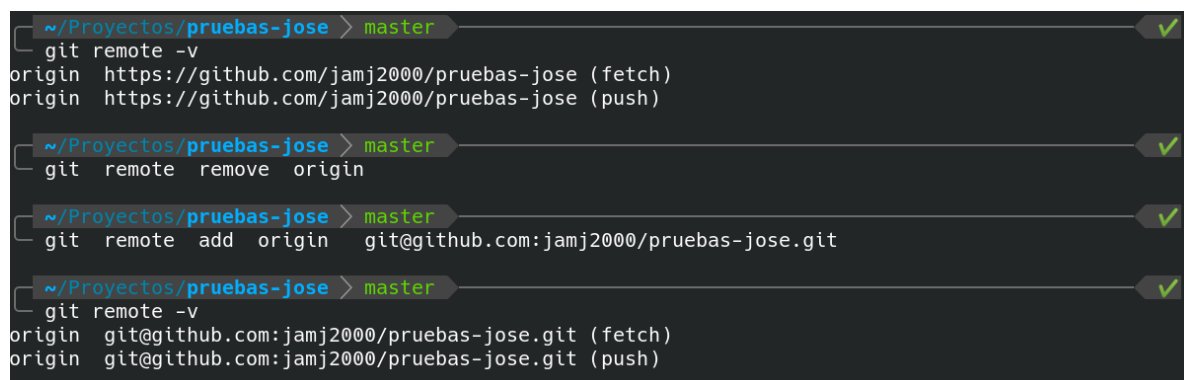 ~/Proyectos/pruebas-jose master ✔
git remote -v
origin  https://github.com/jamj2000/pruebas-jose (fetch)
origin  https://github.com/jamj2000/pruebas-jose (push)
~/Proyectos/pruebas-jose master ✔
git  remote  remove  origin
~/Proyectos/pruebas-jose master ✔
git  remote  add  origin   git@github.com:jamj2000/pruebas-jose.git
~/Proyectos/pruebas-jose master ✔
git remote -v
origin  git@github.com:jamj2000/pruebas-jose.git (fetch)
origin  git@github.com:jamj2000/pruebas-jose.git (push)